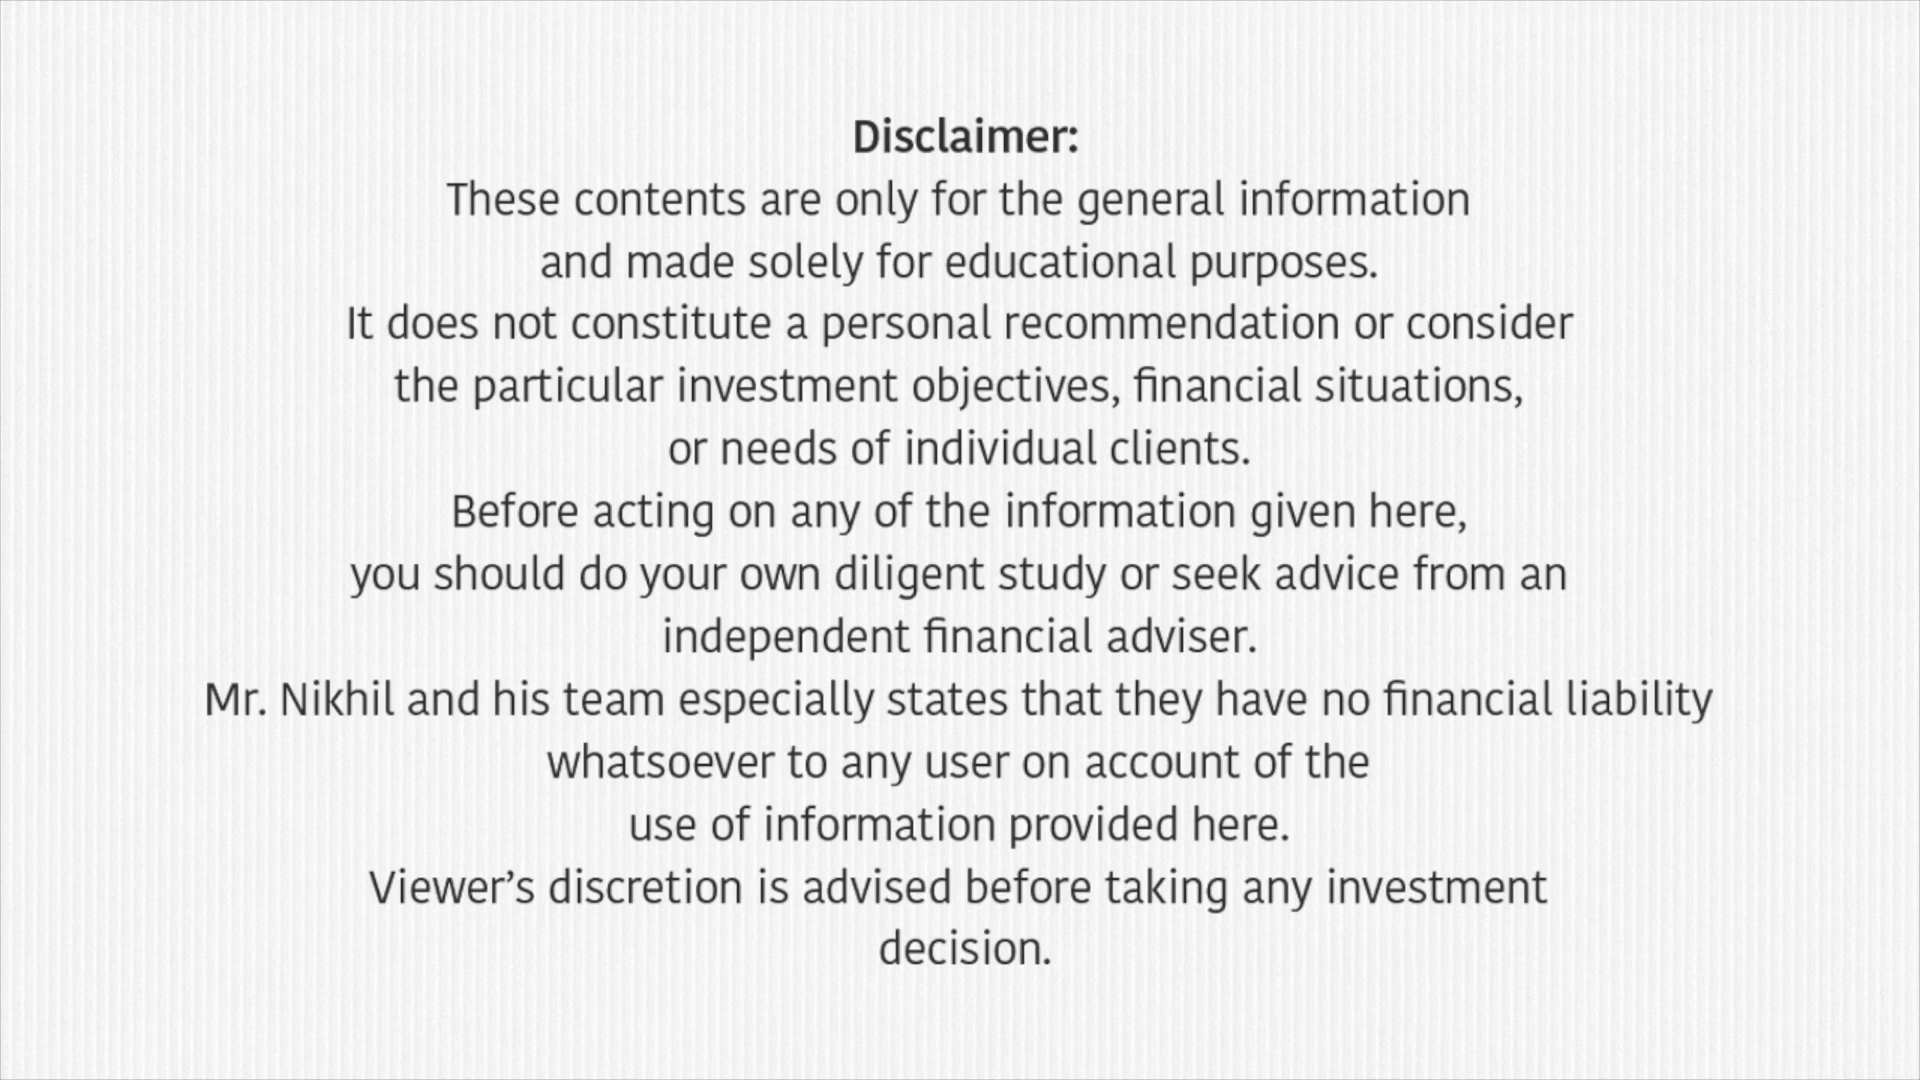 Disclaimer:
These contents are only for the general information
and made solely for educational purposes.
It does not constitute a personal recommendation or consider
the particular investment objectives, financial situations,
or needs of individual clients.
Before acting on any of the information given here,
you should do your own diligent study or seek advice from an
independent financial adviser.
Mr. Nikhil and his team especially states that they have no financial liability
whatsoever to any user on account of the
use of information provided here.
Viewer’s discretion is advised before taking any investment
decision.